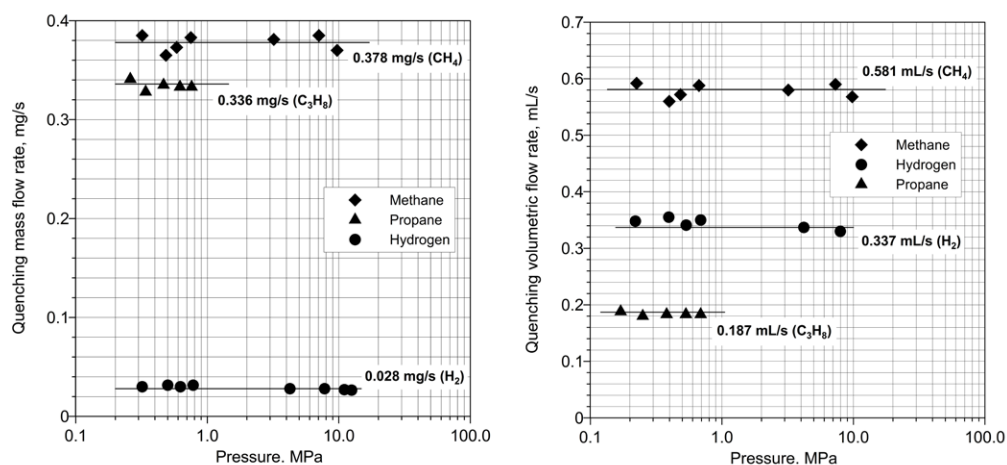 Quenching mass flow rate, mg/s
0.4
0.3
0.2
0.1
0
0.378 mg/s (CH₄)
0.336 mg/s (C₃H₈)
Methane
Propane
Hydrogen
0.028 mg/s (H₂)
0.1
1.0
10.0
100.0
Pressure. MPa
Quenching volumetric flow rate, mL/s
0.7
0.6
0.5
0.4
0.3
0.2
0.1
0
0.581 mL/s (CH₄)
Methane
Hydrogen
Propane
0.337 mL/s (H₂)
0.187 mL/s (C₃H₈)
0.1
1.0
10.0
100.0
Pressure. MPa